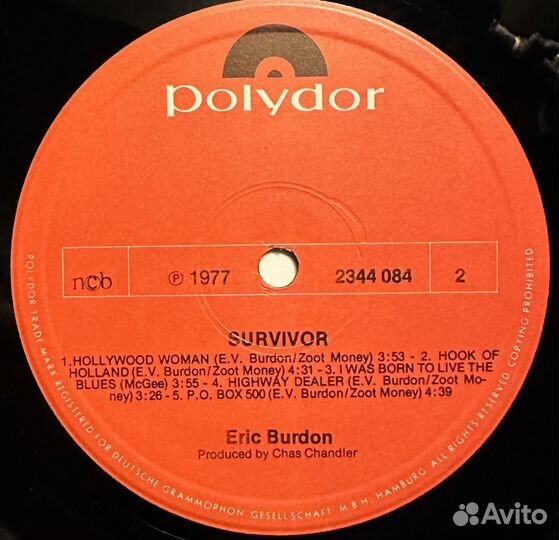 polydor
ncb
℗ 1977
2344 084
2
SURVIVOR
1.HOLLYWOOD WOMAN (E.V. Burdon/Zoot Money) 3:53 - 2. HOOK OF
HOLLAND (E.V. Burdon/Zoot Money) 4:31 - 3. I WAS BORN TO LIVE THE
BLUES (McGee) 3:55 - 4. HIGHWAY DEALER (E.V. Burdon/Zoot Mo-
ney) 3:26 - 5. P.O. BOX 500 (E.V. Burdon/Zoot Money) 4:39
Eric Burdon
Produced by Chas Chandler
POLYDOR TRADE MARK REGISTERED FOR DEUTSCHE GRAMMOPHON GESELLSCHAFT M·B·H, HAMBURG ALL RIGHTS RESERVED COPYING PROHIBITED
Avito